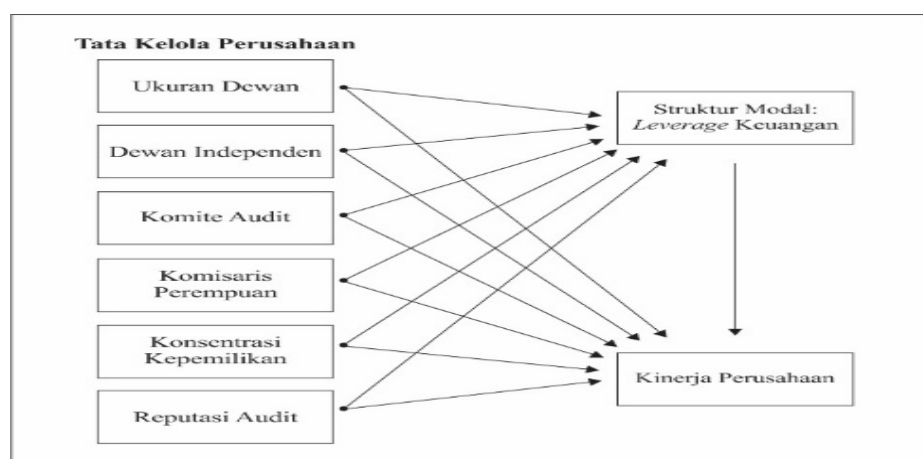 Tata Kelola Perusahaan
Ukuran Dewan
Dewan Independen
Komite Audit
Komisaris
Perempuan
Konsentrasi
Kepemilikan
Reputasi Audit
Struktur Modal:
Leverage Keuangan
Kinerja Perusahaan